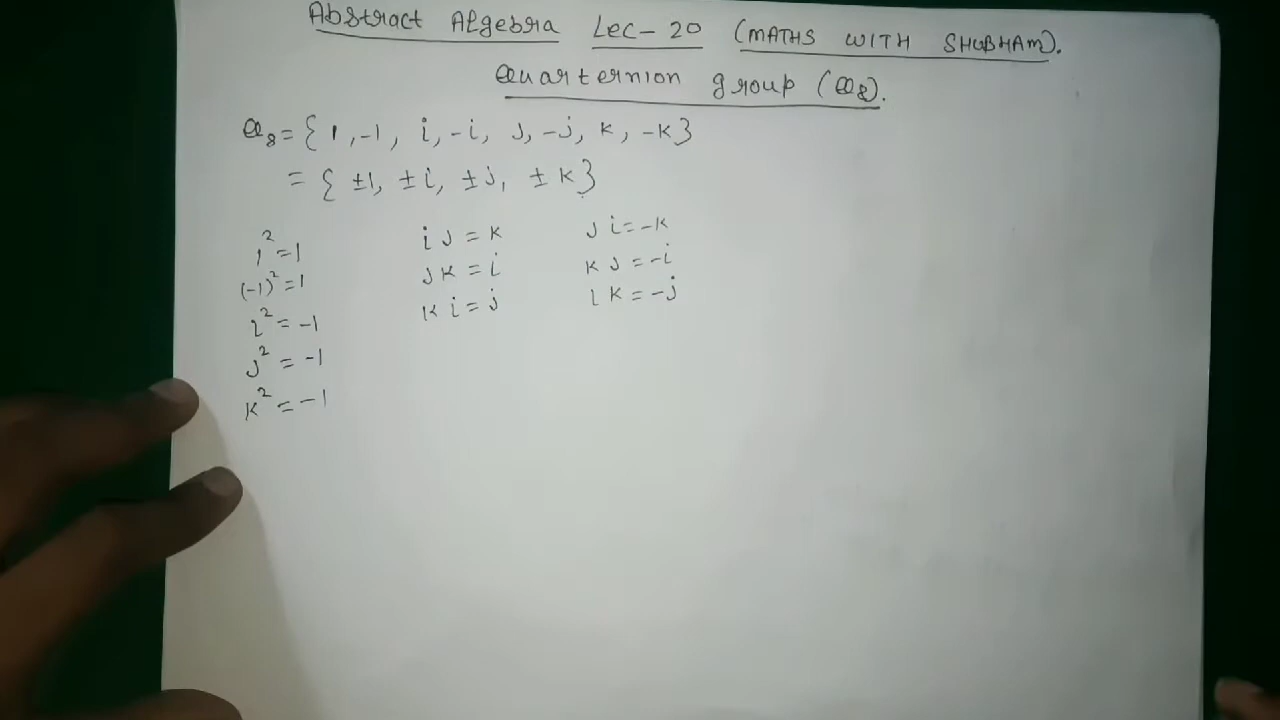 Abstract Algebra Lec-20 (MATHS WITH SHUBHAM).
Quarternion group (Q₈).
Q₈ = {1, -1, i, -i, j, -j, k, -k}
= {±1, ±i, ±j, ±k}
1² = 1
(-1)² = 1
i² = -1
j² = -1
k² = -1
ij = k
jk = i
ki = j
ji = -k
kj = -i
ik = -j